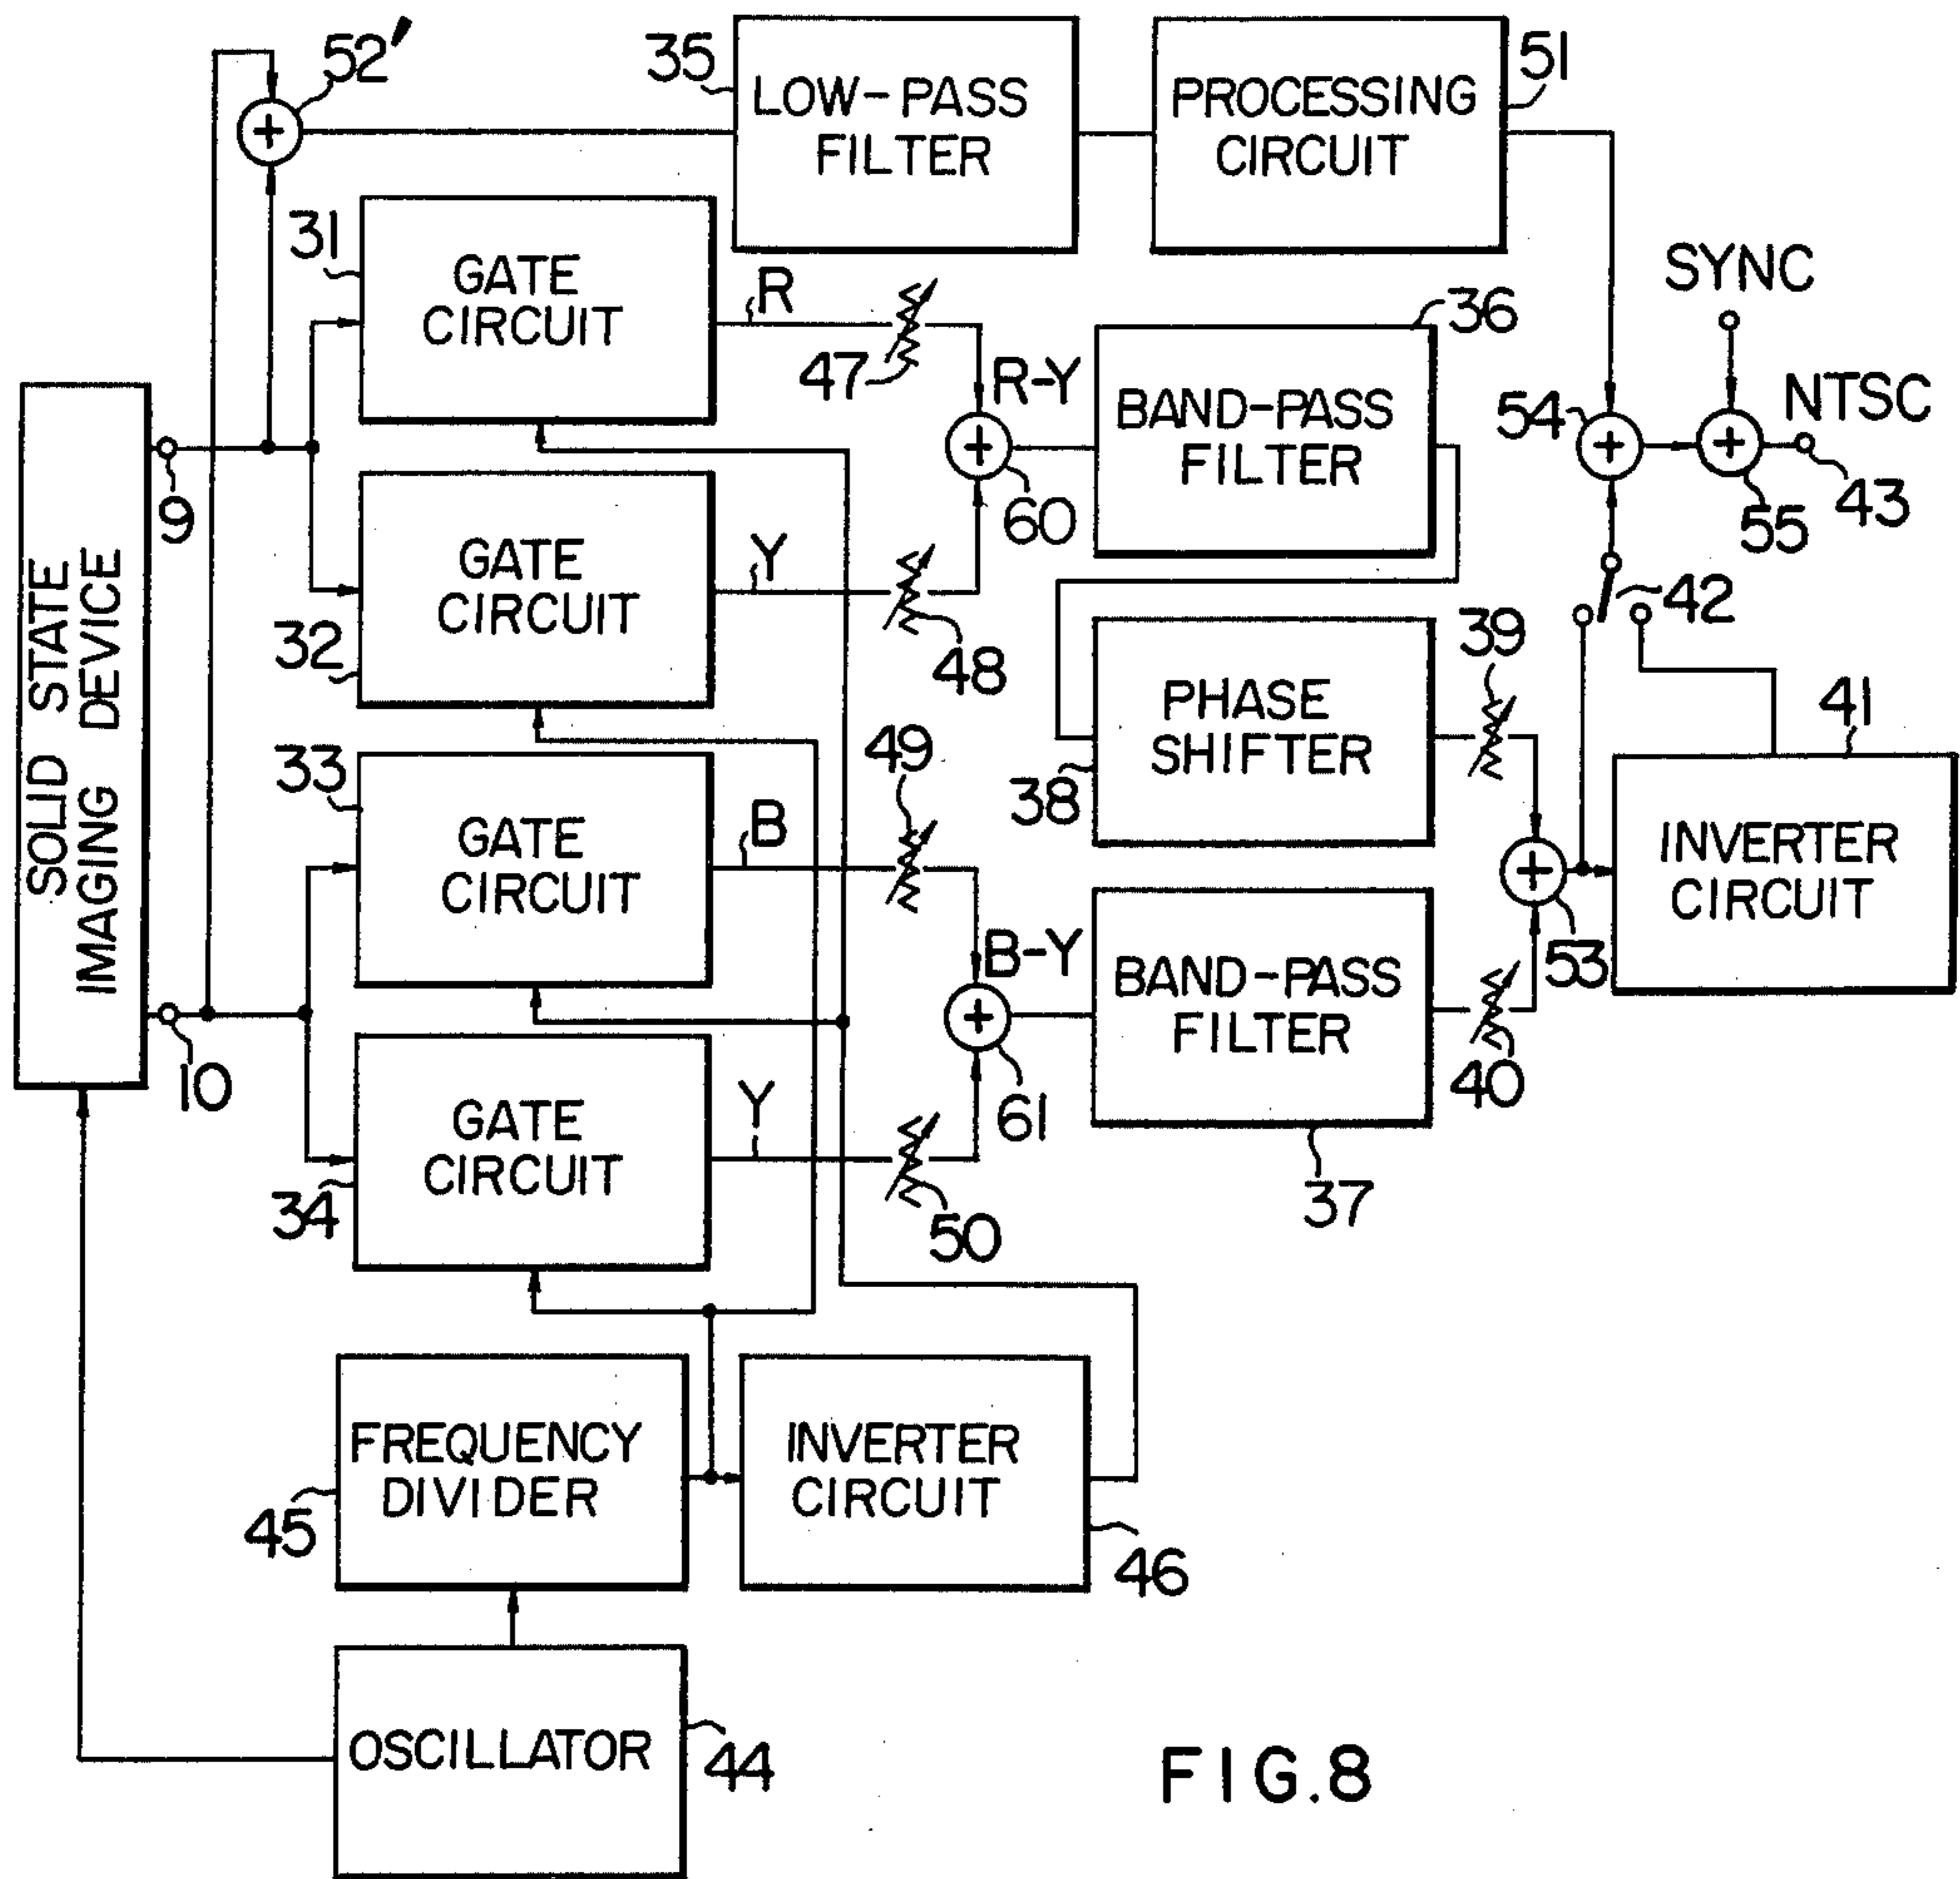 52'
35
LOW-PASS
FILTER
PROCESSING
CIRCUIT
51
31
GATE
CIRCUIT
R
47
R-Y
36
BAND-PASS
FILTER
SYNC
54
NTSC
55
43
9
60
SOLID STATE
IMAGING DEVICE
32
GATE
CIRCUIT
Y
48
42
39
PHASE
SHIFTER
38
41
INVERTER
CIRCUIT
33
GATE
CIRCUIT
49
B
B-Y
53
BAND-PASS
FILTER
40
37
10
61
34
GATE
CIRCUIT
Y
50
45
FREQUENCY
DIVIDER
INVERTER
CIRCUIT
46
OSCILLATOR
44
FIG.8
+
+
+
+
+
+